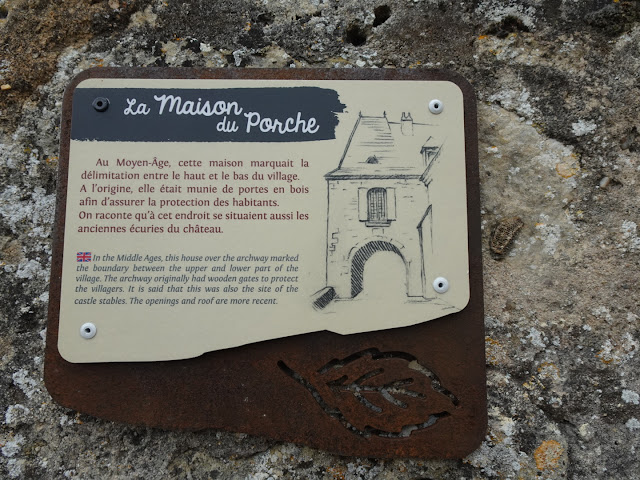 La Maison
du Porche
Au Moyen-Âge, cette maison marquait la
délimitation entre le haut et le bas du village.
A l'origine, elle était munie de portes en bois
afin d'assurer la protection des habitants.
On raconte qu'à cet endroit se situaient aussi les
anciennes écuries du château.
In the Middle Ages, this house over the archway marked
the boundary between the upper and lower part of the
village. The archway originally had wooden gates to protect
the villagers. It is said that this was also the site of the
castle stables. The openings and roof are more recent.